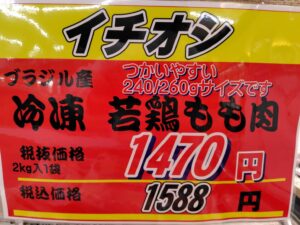 イチオシ
ブラジル産
つかいやすい
240/260gサイズです
冷凍 若鶏もも肉
税抜価格
2kg入1袋
1470円
税込価格
1588円